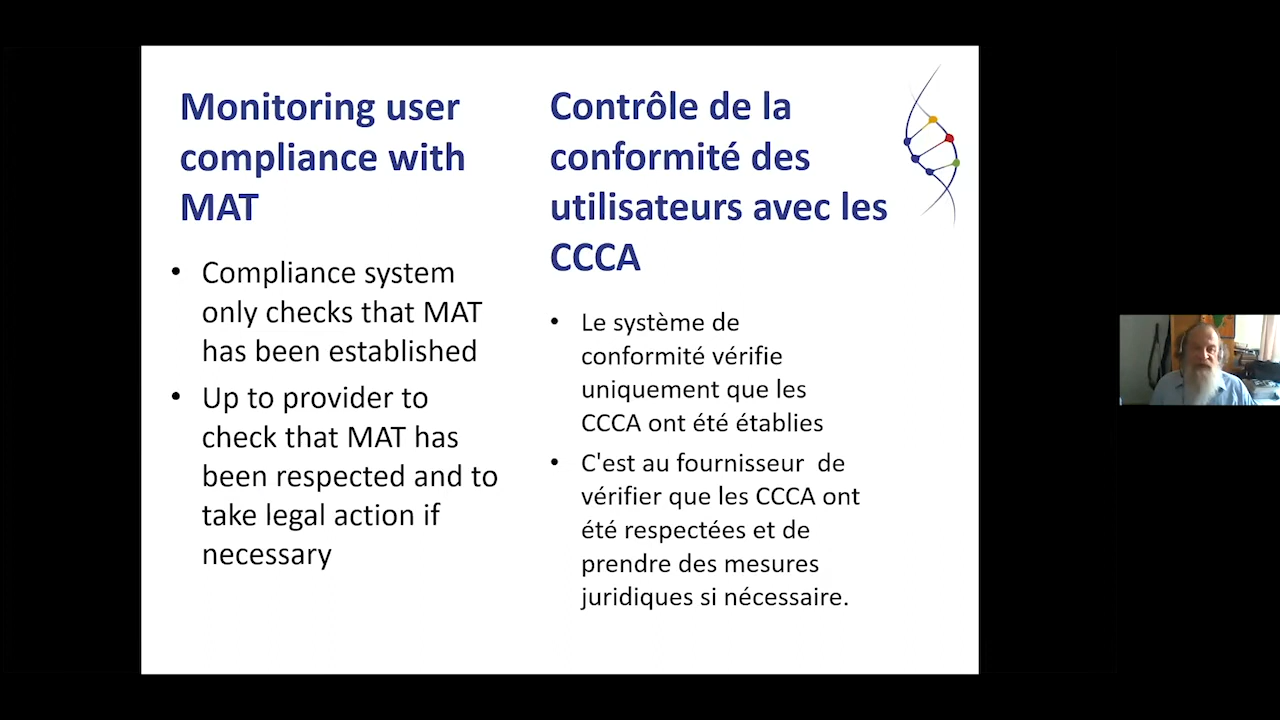 Monitoring user
compliance with
MAT
• Compliance system
only checks that MAT
has been established
• Up to provider to
check that MAT has
been respected and to
take legal action if
necessary
Contrôle de la
conformité des
utilisateurs avec les
CCCA
• Le système de
conformité vérifie
uniquement que les
CCCA ont été établies
• C'est au fournisseur  de
vérifier que les CCCA ont
été respectées et de
prendre des mesures
juridiques si nécessaire.